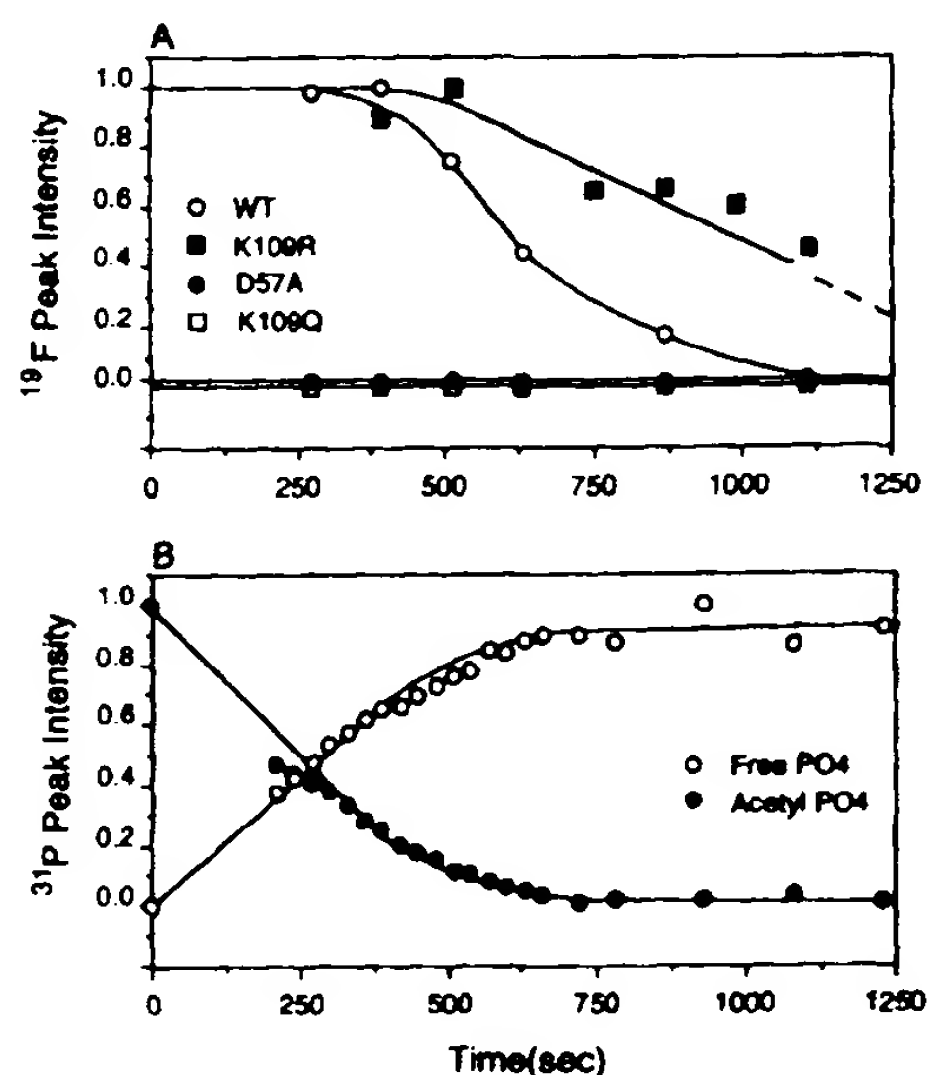 A
19F Peak Intensity
1.0
0.8
0.6
0.4
0.2
0.0
WT
K109R
D57A
K109Q
0 250 500 750 1000 1250
B
31P Peak Intensity
1.0
0.8
0.6
0.4
0.2
0.0
Free PO4
Acetyl PO4
0 250 500 750 1000 1250
Time(sec)